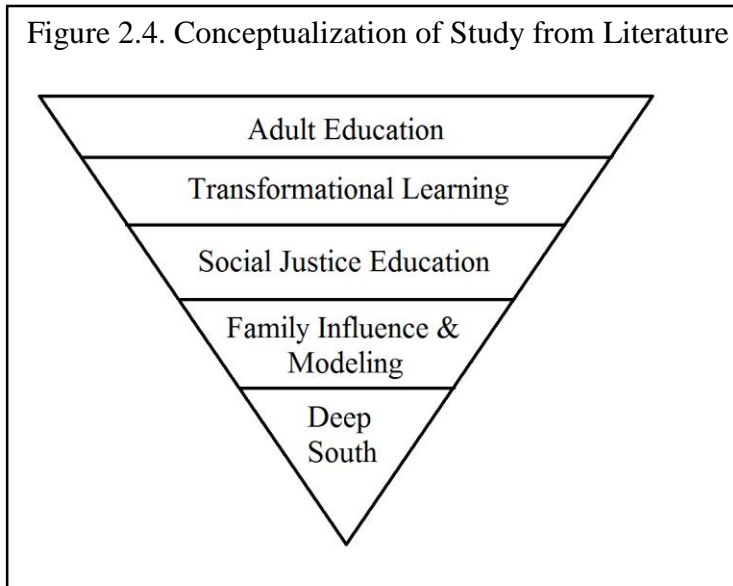 Figure 2.4. Conceptualization of Study from Literature
Adult Education
Transformational Learning
Social Justice Education
Family Influence &
Modeling
Deep
South